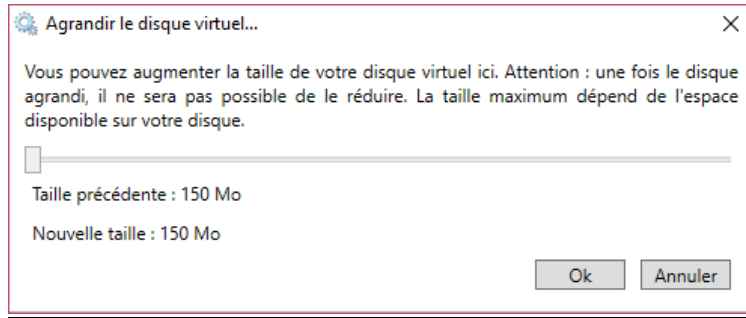 Agrandir le disque virtuel...
Vous pouvez augmenter la taille de votre disque virtuel ici. Attention : une fois le disque
agrandi, il ne sera pas possible de le réduire. La taille maximum dépend de l'espace
disponible sur votre disque.
Taille précédente : 150 Mo
Nouvelle taille : 150 Mo
Ok Annuler